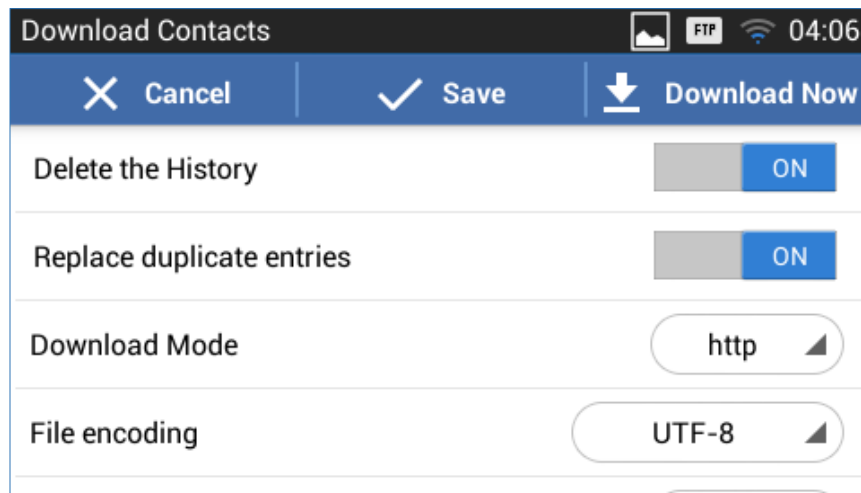 Download Contacts FTP 04:06
Cancel Save Download Now
Delete the History ON
Replace duplicate entries ON
Download Mode http
File encoding UTF-8